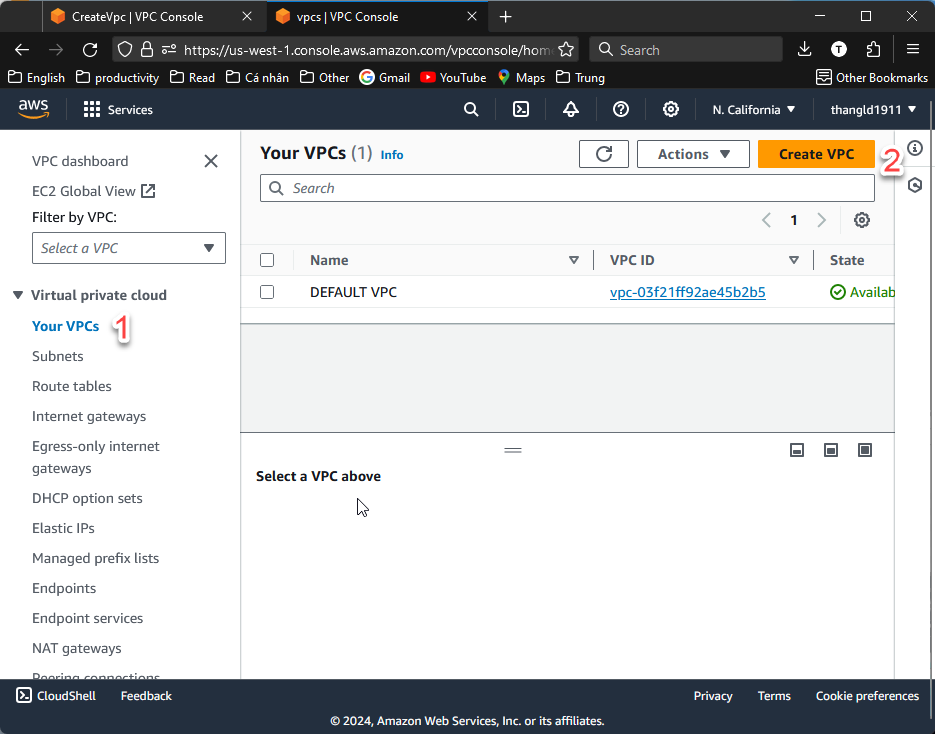 CreateVpc | VPC Console
vpcs | VPC Console
https://us-west-1.console.aws.amazon.com/vpcconsole/hom
Search
English productivity Read Cá nhân Other Gmail YouTube Maps Trung Other Bookmarks
aws Services N. California thangld1911
VPC dashboard
EC2 Global View
Filter by VPC:
Select a VPC
Virtual private cloud
Your VPCs 1
Subnets
Route tables
Internet gateways
Egress-only internet
gateways
DHCP option sets
Elastic IPs
Managed prefix lists
Endpoints
Endpoint services
NAT gateways
Peering connections
Your VPCs (1) Info
Actions
Create VPC 2
Search
1
Name VPC ID State
DEFAULT VPC vpc-03f21ff92ae45b2b5 Availab
Select a VPC above
CloudShell Feedback Privacy Terms Cookie preferences
© 2024, Amazon Web Services, Inc. or its affiliates.